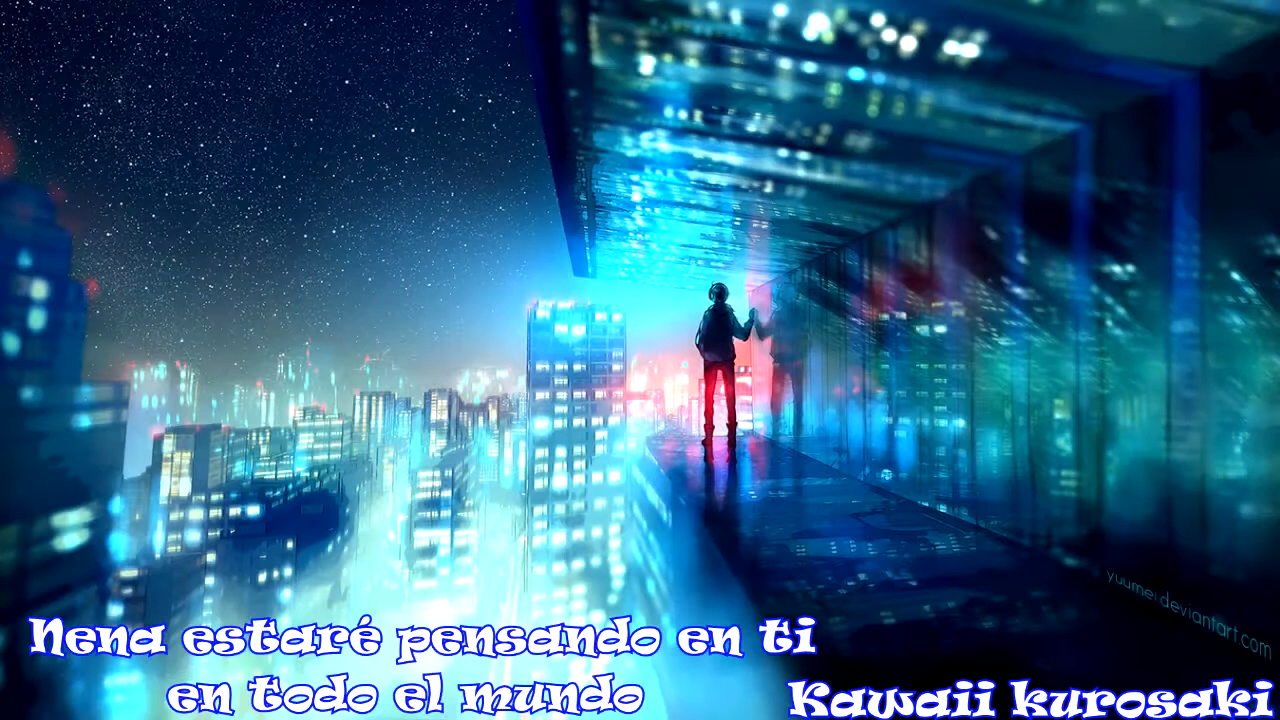 yuumei.deviantart.com
Nena estaré pensando en ti
en todo el mundo
Kawaii kurosaki